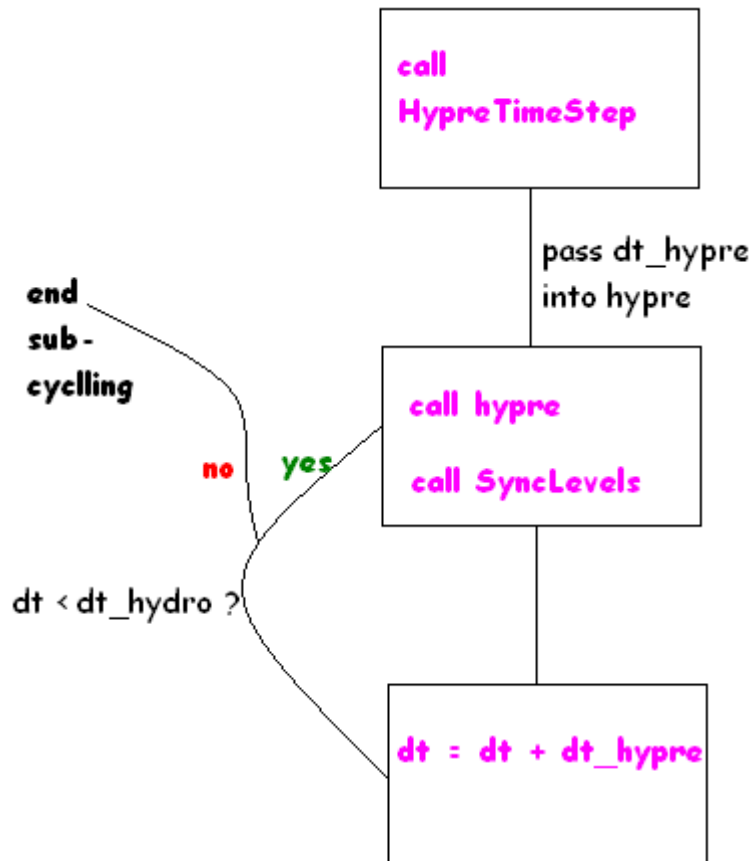 call
HypreTimeStep
pass dt_hypre
into hypre
end
sub-
cyclling
call hypre
no
yes
call SyncLevels
dt < dt_hydro ?
dt = dt + dt_hypre